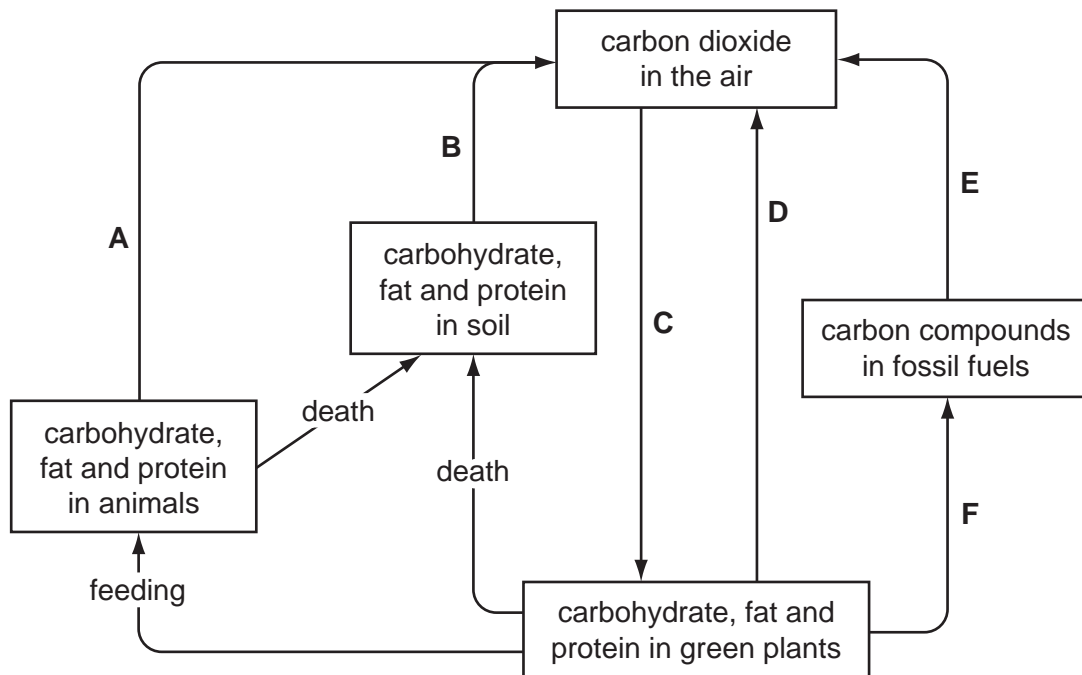 carbon dioxide
in the air
A
B
C
D
E
carbohydrate,
fat and protein
in soil
carbon compounds
in fossil fuels
carbohydrate,
fat and protein
in animals
death
death
F
feeding
carbohydrate, fat and
protein in green plants